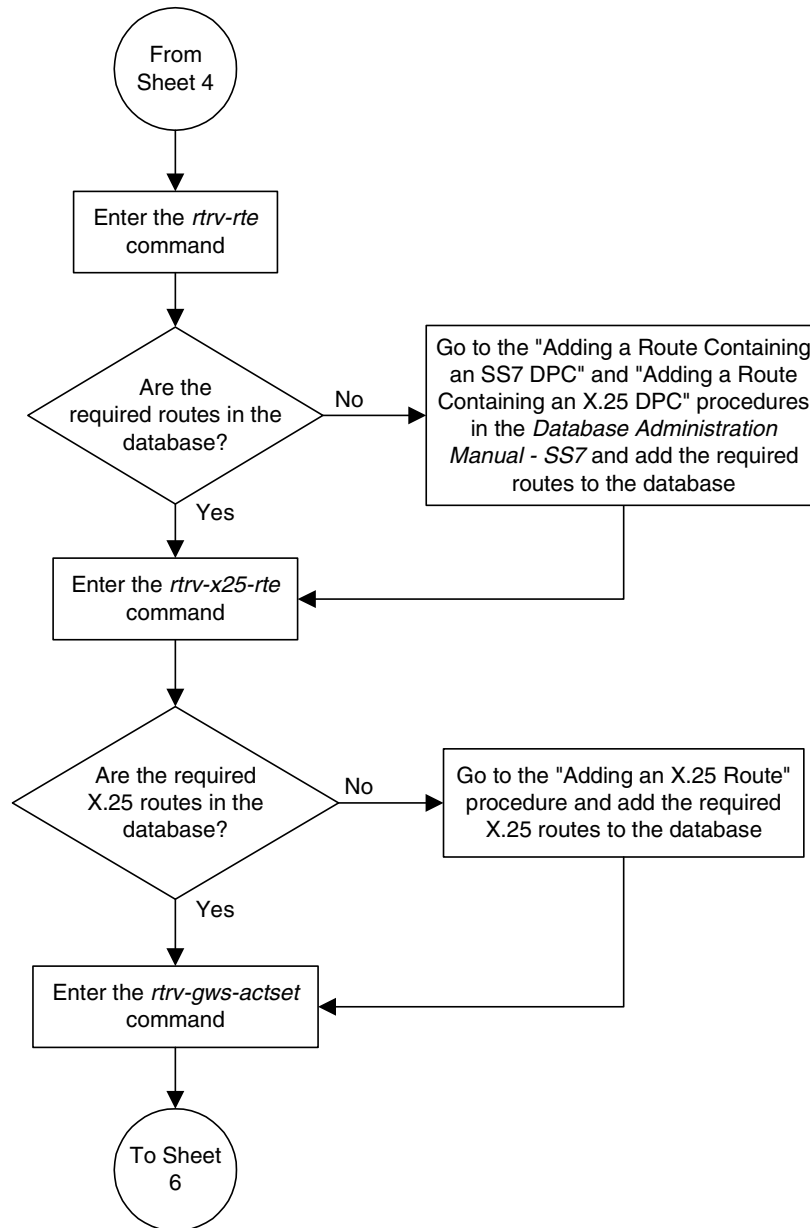 From
Sheet 4
Enter the rtrv-rte
command
Are the
required routes in the
database?
No
Go to the "Adding a Route Containing
an SS7 DPC" and "Adding a Route
Containing an X.25 DPC" procedures
in the Database Administration
Manual - SS7 and add the required
routes to the database
Yes
Enter the rtrv-x25-rte
command
Are the required
X.25 routes in the
database?
No
Go to the "Adding an X.25 Route"
procedure and add the required
X.25 routes to the database
Yes
Enter the rtrv-gws-actset
command
To Sheet
6